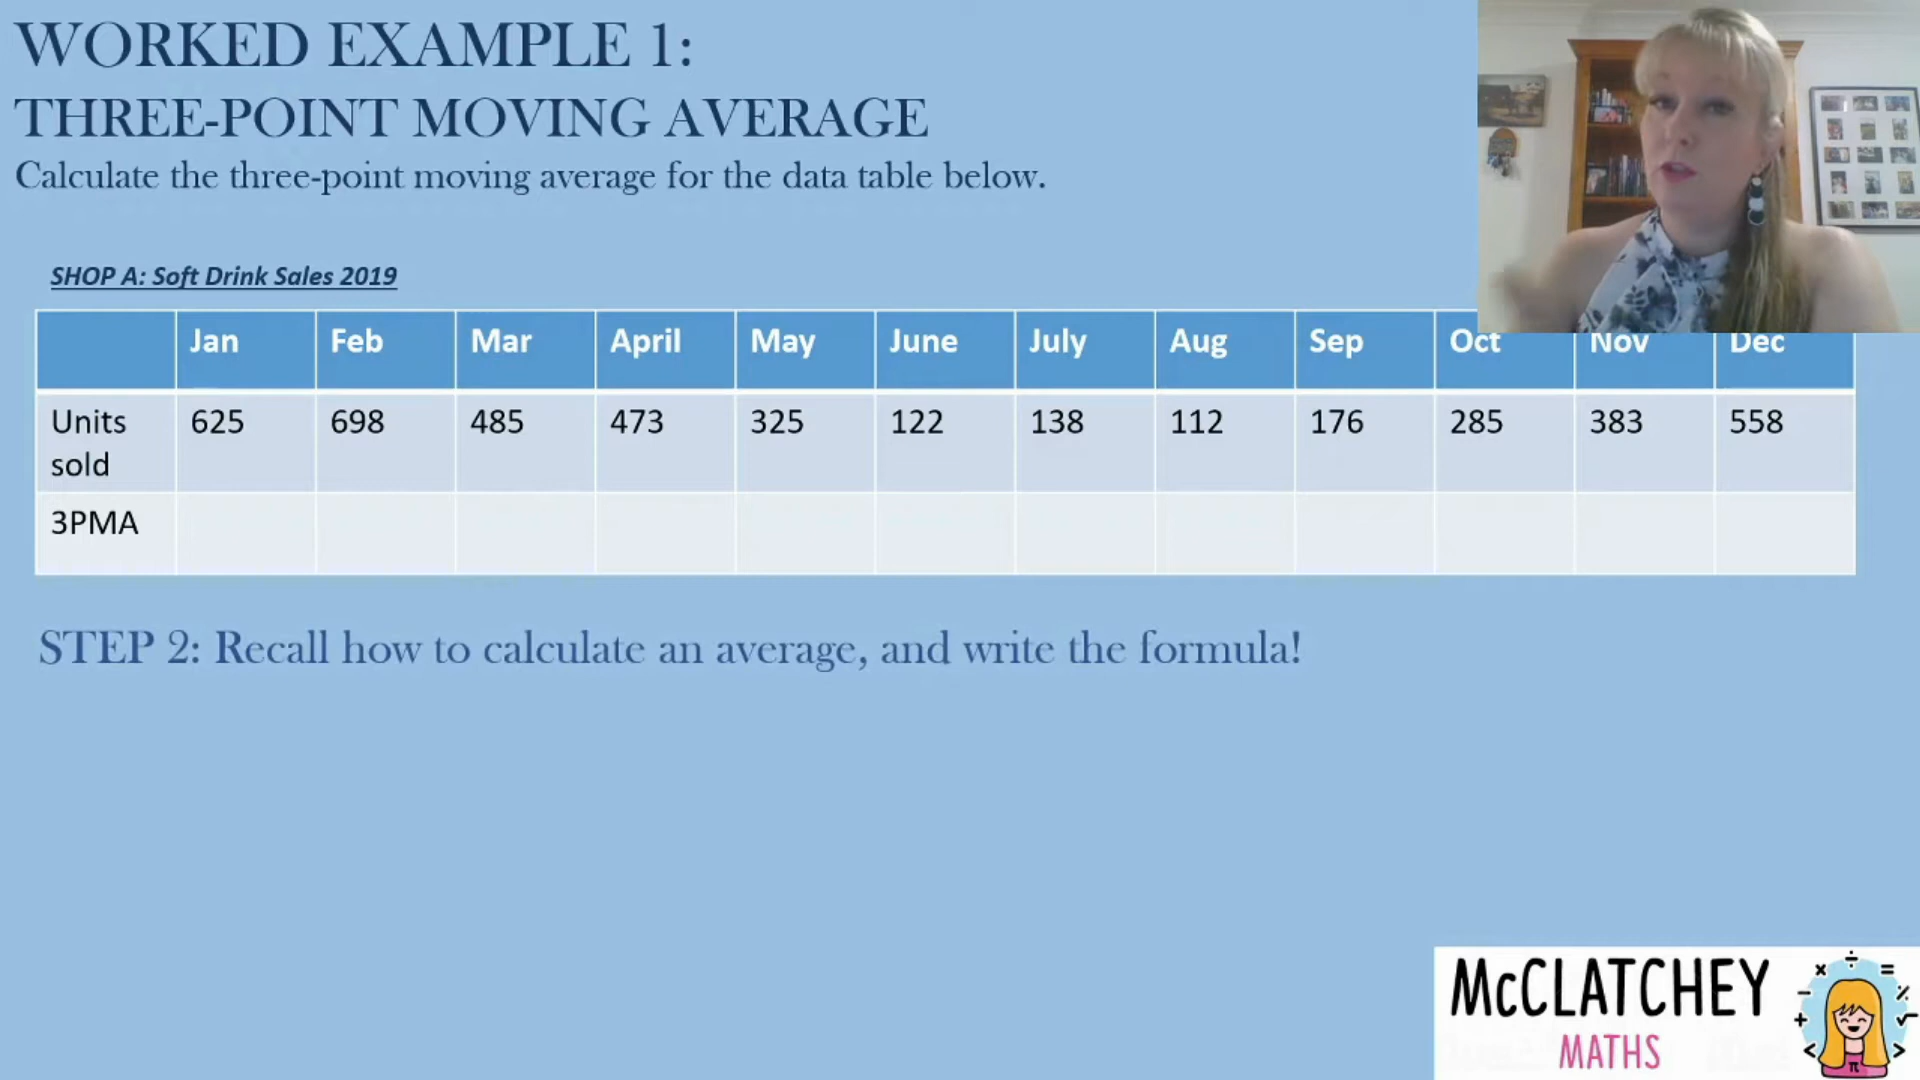 WORKED EXAMPLE 1:
THREE-POINT MOVING AVERAGE
Calculate the three-point moving average for the data table below.
SHOP A: Soft Drink Sales 2019
Jan Feb Mar April May June July Aug Sep Oct Nov Dec
Units sold 625 698 485 473 325 122 138 112 176 285 383 558
3PMA
STEP 2: Recall how to calculate an average, and write the formula!
McCLATCHEY
MATHS